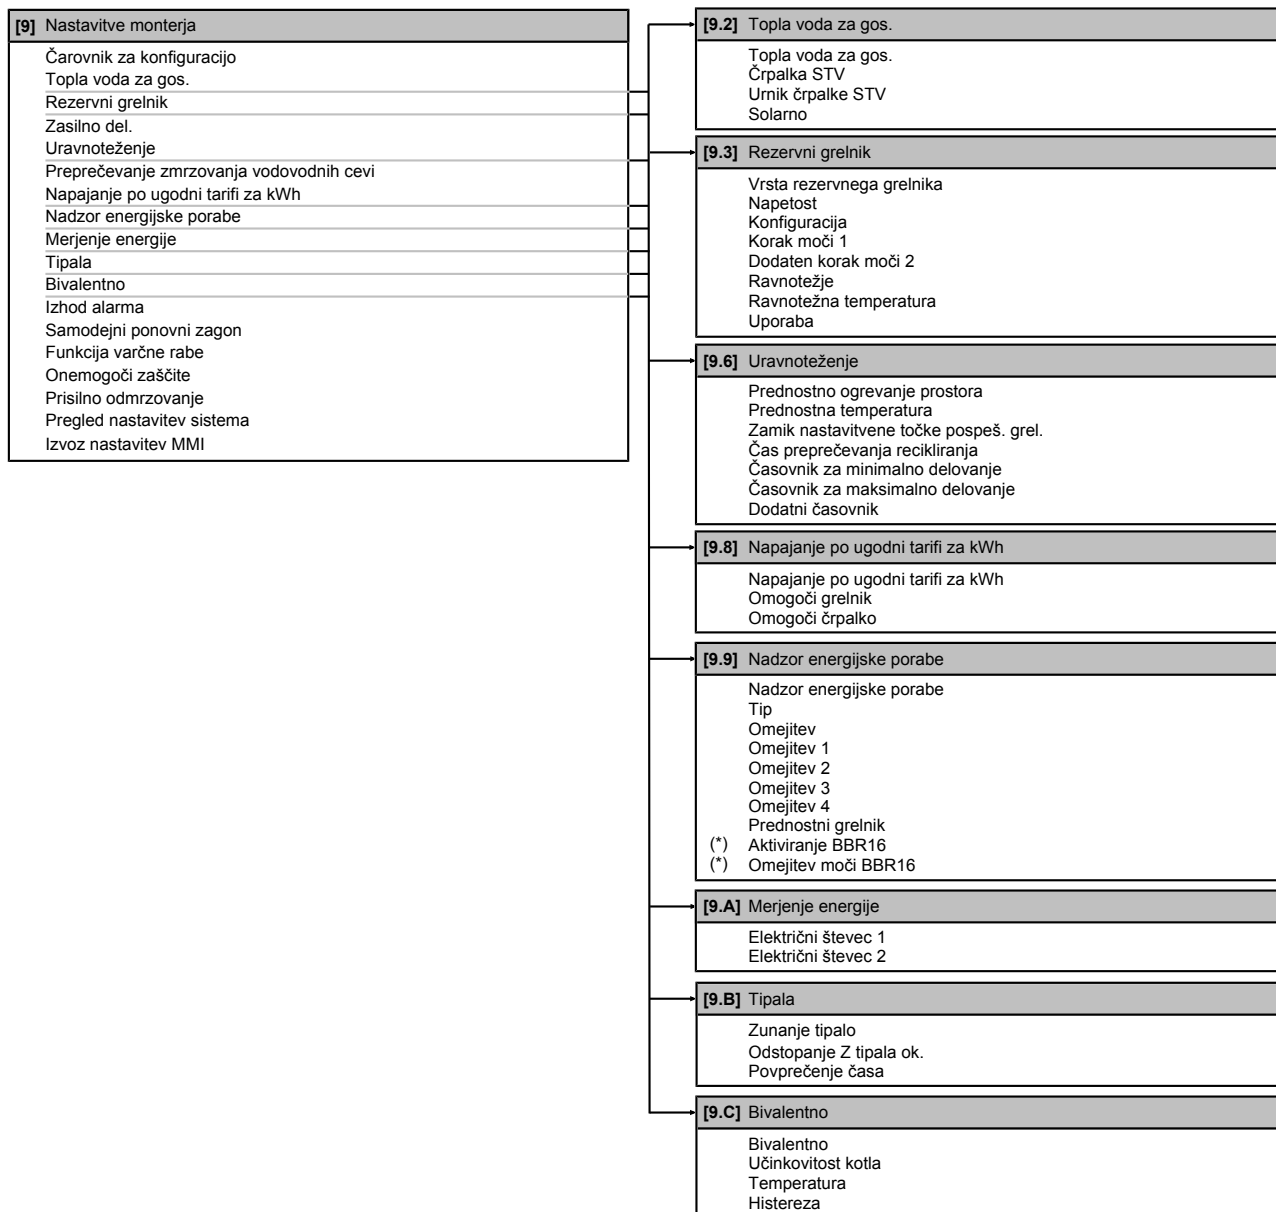 [9] Nastavitve monterja
Čarovnik za konfiguracijo
Topla voda za gos.
Rezervni grelnik
Zasilno del.
Uravnoteženje
Preprečevanje zmrzovanja vodovodnih cevi
Napajanje po ugodni tarifi za kWh
Nadzor energijske porabe
Merjenje energije
Tipala
Bivalentno
Izhod alarma
Samodejni ponovni zagon
Funkcija varčne rabe
Onemogoči zaščite
Prisilno odmrzovanje
Pregled nastavitev sistema
Izvoz nastavitev MMI
[9.2] Topla voda za gos.
Topla voda za gos.
Črpalka STV
Urnik črpalke STV
Solarno
[9.3] Rezervni grelnik
Vrsta rezervnega grelnika
Napetost
Konfiguracija
Korak moči 1
Dodaten korak moči 2
Ravnotežje
Ravnotežna temperatura
Uporaba
[9.6] Uravnoteženje
Prednostno ogrevanje prostora
Prednostna temperatura
Zamik nastavitvene točke pospeš. grel.
Čas preprečevanja recikliranja
Časovnik za minimalno delovanje
Časovnik za maksimalno delovanje
Dodatni časovnik
[9.8] Napajanje po ugodni tarifi za kWh
Napajanje po ugodni tarifi za kWh
Omogoči grelnik
Omogoči črpalko
[9.9] Nadzor energijske porabe
Nadzor energijske porabe
Tip
Omejitev
Omejitev 1
Omejitev 2
Omejitev 3
Omejitev 4
Prednostni grelnik
(*) Aktiviranje BBR16
(*) Omejitev moči BBR16
[9.A] Merjenje energije
Električni števec 1
Električni števec 2
[9.B] Tipala
Zunanje tipalo
Odstopanje Z tipala ok.
Povprečenje časa
[9.C] Bivalentno
Bivalentno
Učinkovitost kotla
Temperatura
Histereza